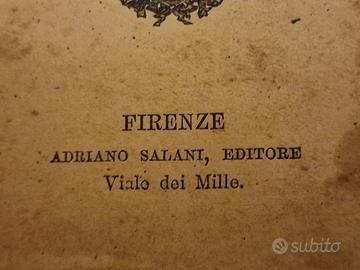 FIRENZE
ADRIANO SALANI, EDITORE
Viale dei Mille.
subito